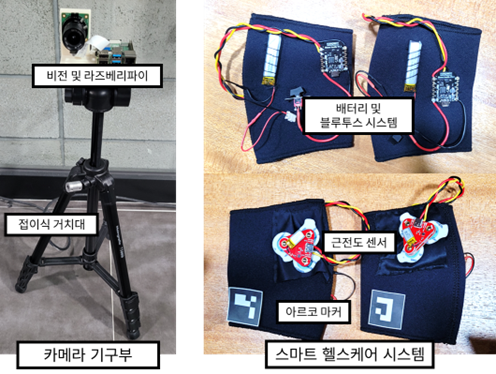 비전 및 라즈베리파이
접이식 거치대
카메라 기구부
배터리 및
블루투스 시스템
근전도 센서
아르코 마커
스마트 헬스케어 시스템